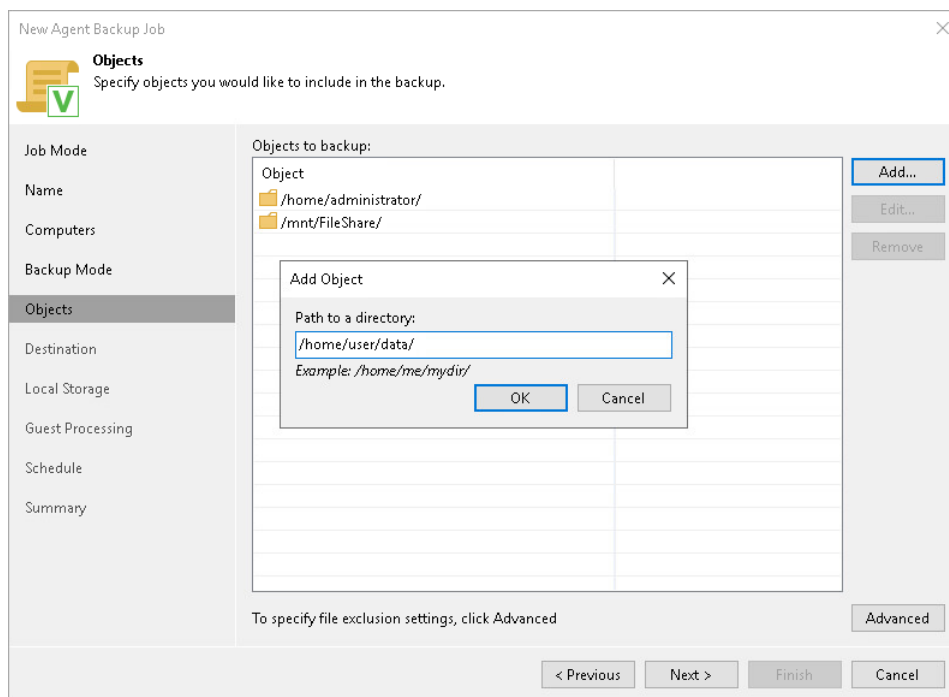 New Agent Backup Job
Objects
Specify objects you would like to include in the backup.
Job Mode
Name
Computers
Backup Mode
Objects
Destination
Local Storage
Guest Processing
Schedule
Summary
Objects to backup:
Object
/home/administrator/
/mnt/FileShare/
Add...
Edit...
Remove
Add Object
Path to a directory:
/home/user/data/
Example: /home/me/mydir/
OK Cancel
To specify file exclusion settings, click Advanced
Advanced
< Previous Next > Finish Cancel